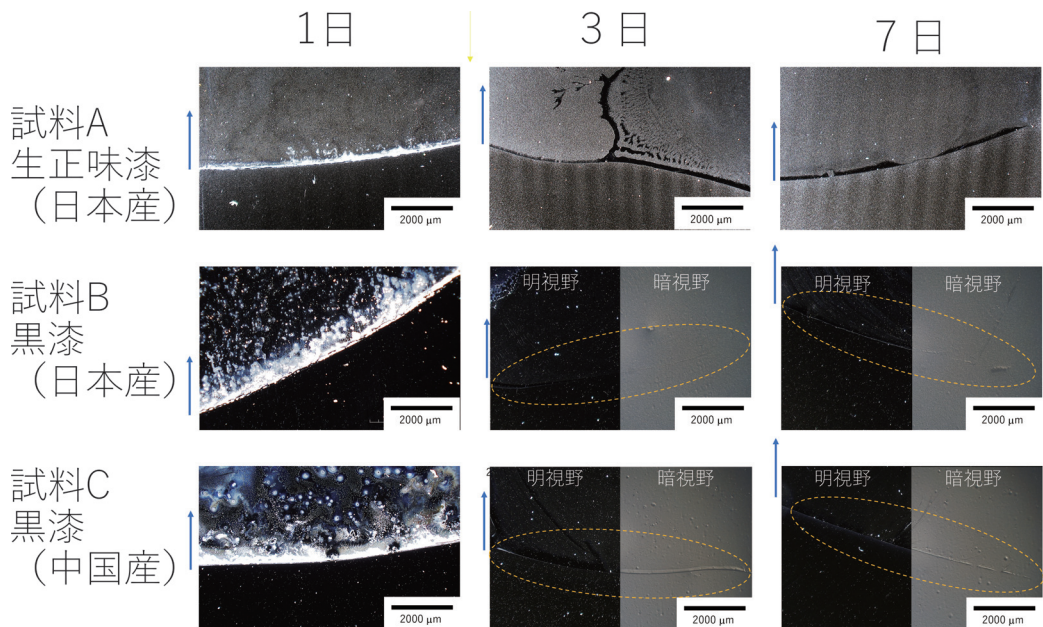 1日
3 日
7 日
試料A
生正味漆
（日本産）
2000 μm
2000 μm
2000 μm
試料B
黒漆
（日本産）
2000 μm
明視野
暗視野
2000 μm
明視野
暗視野
2000 μm
試料C
黒漆
（中国産）
2000 μm
明視野
暗視野
2000 μm
明視野
暗視野
2000 μm